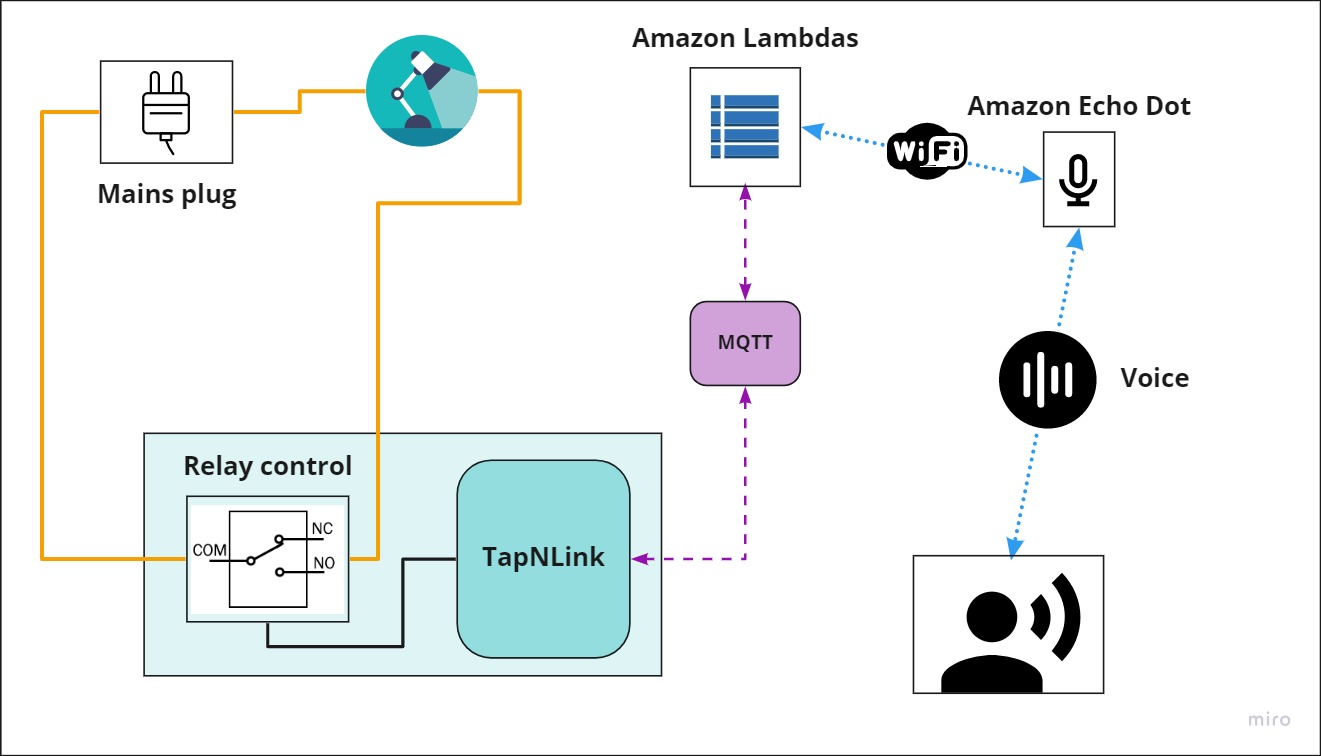 Amazon Lambdas
Amazon Echo Dot
WiFi
Mains plug
MQTT
Voice
Relay control
NC
COM
NO
TapNLink
miro